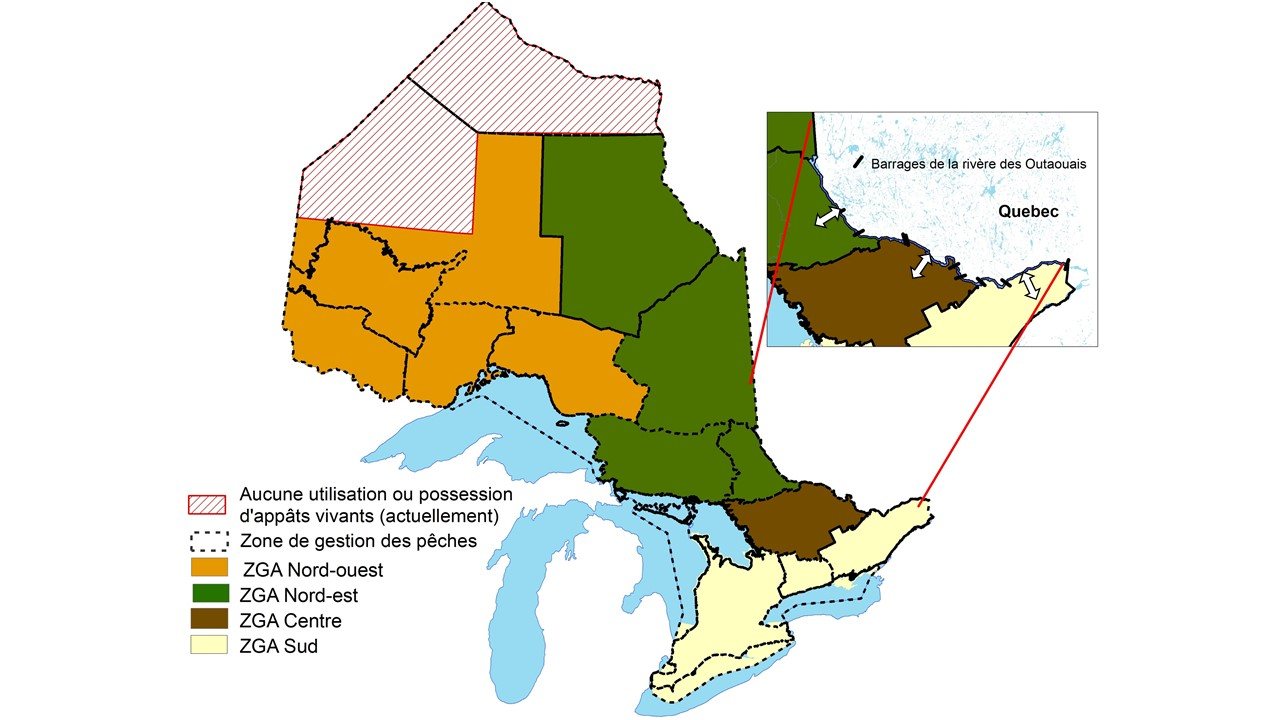 Barrages de la rivère des Outaouais
Quebec
Aucune utilisation ou possession
d'appâts vivants (actuellement)
Zone de gestion des pêches
ZGA Nord-ouest
ZGA Nord-est
ZGA Centre
ZGA Sud